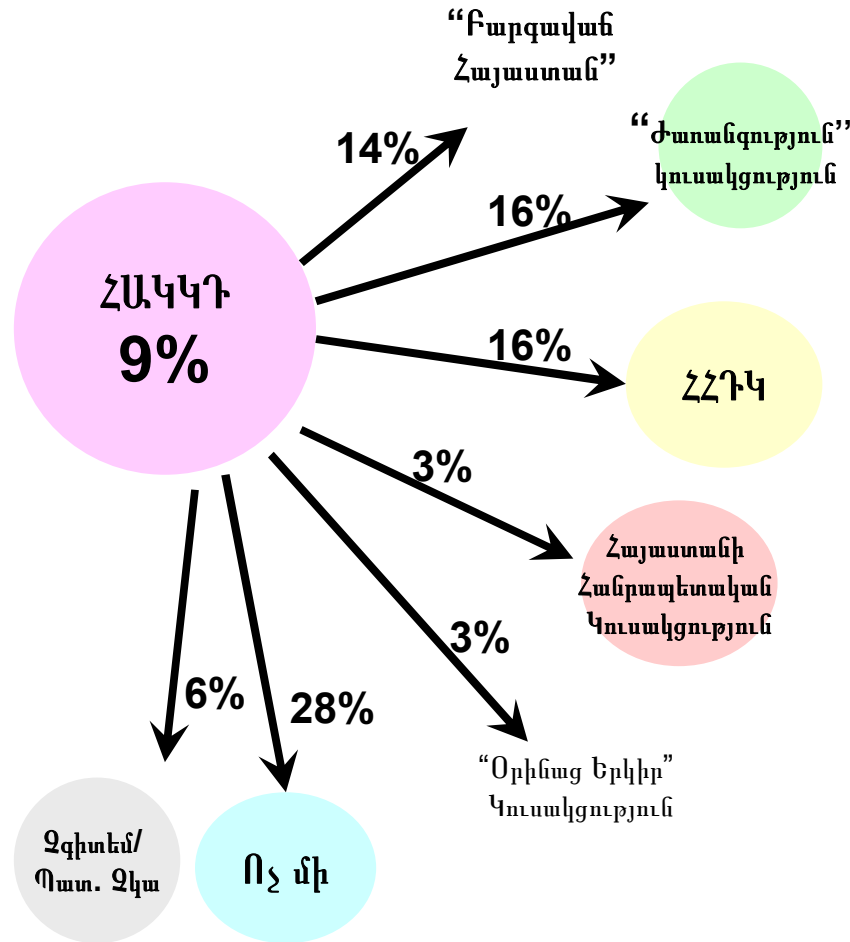 “Բարգավաճ
Հայաստան”
14%
“Ժառանգություն”
կուսակցություն
16%
ՀԱԿԿԴ
9%
16%
ՀՀԴԿ
3%
Հայաստանի
Հանրապետական
Կուսակցություն
3%
6%
28%
“Օրինաց Երկիր”
Կուսակցություն
Չգիտեմ/
Պատ. Չկա
Ոչ մի